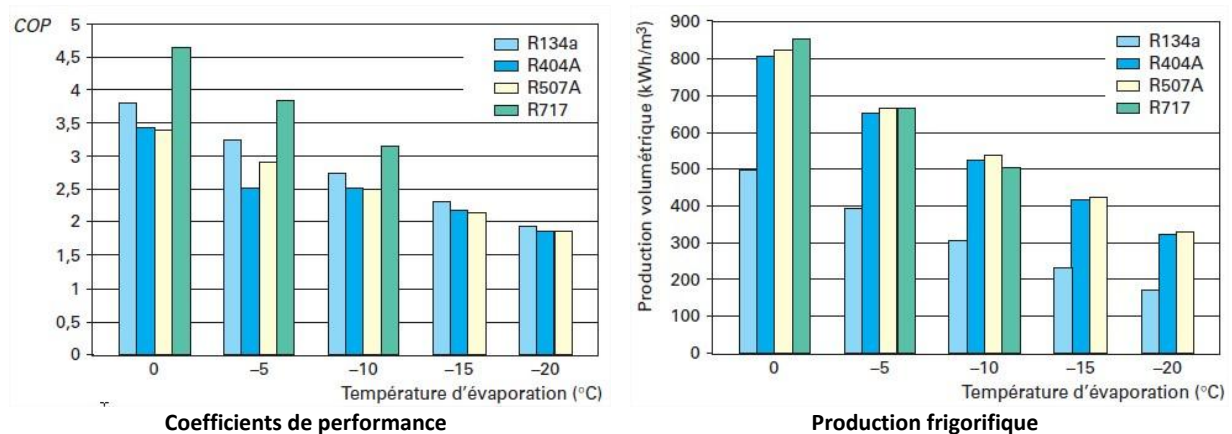 COP
5
4,5
4
3,5
3
2,5
2
1,5
1
0,5
0
R134a
R404A
R507A
R717
0 –5 –10 –15 –20
Température d'évaporation (°C)
Coefficients de performance
Production volumétrique (kWh/m³)
900
800
700
600
500
400
300
200
100
0
R134a
R404A
R507A
R717
0 –5 –10 –15 –20
Température d'évaporation (°C)
Production frigorifique